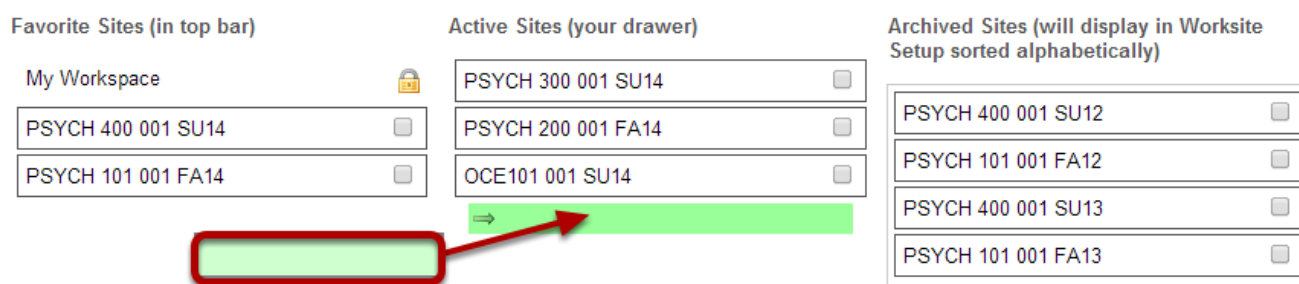 Favorite Sites (in top bar)
My Workspace
PSYCH 400 001 SU14
PSYCH 101 001 FA14
Active Sites (your drawer)
PSYCH 300 001 SU14
PSYCH 200 001 FA14
OCE101 001 SU14
Archived Sites (will display in Worksite
Setup sorted alphabetically)
PSYCH 400 001 SU12
PSYCH 101 001 FA12
PSYCH 400 001 SU13
PSYCH 101 001 FA13